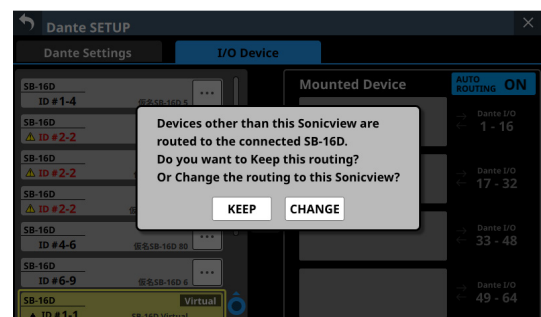 Dante SETUP
Dante Settings
I/O Device
SB-16D
ID #1-4
仮名SB-16D 5
SB-16D
ID #2-2
SB-16D
ID #2-2
SB-16D
ID #2-2
SB-16D
ID #4-6
仮名SB-16D 80
SB-16D
ID #6-9
仮名SB-16D 6
SB-16D
Virtual
ID #1-1
SB-16D Virtual
Mounted Device
AUTO
ROUTING ON
Dante I/O
1 - 16
Dante I/O
17 - 32
Dante I/O
33 - 48
Dante I/O
49 - 64
Devices other than this Sonicview are
routed to the connected SB-16D.
Do you want to Keep this routing?
Or Change the routing to this Sonicview?
KEEP
CHANGE